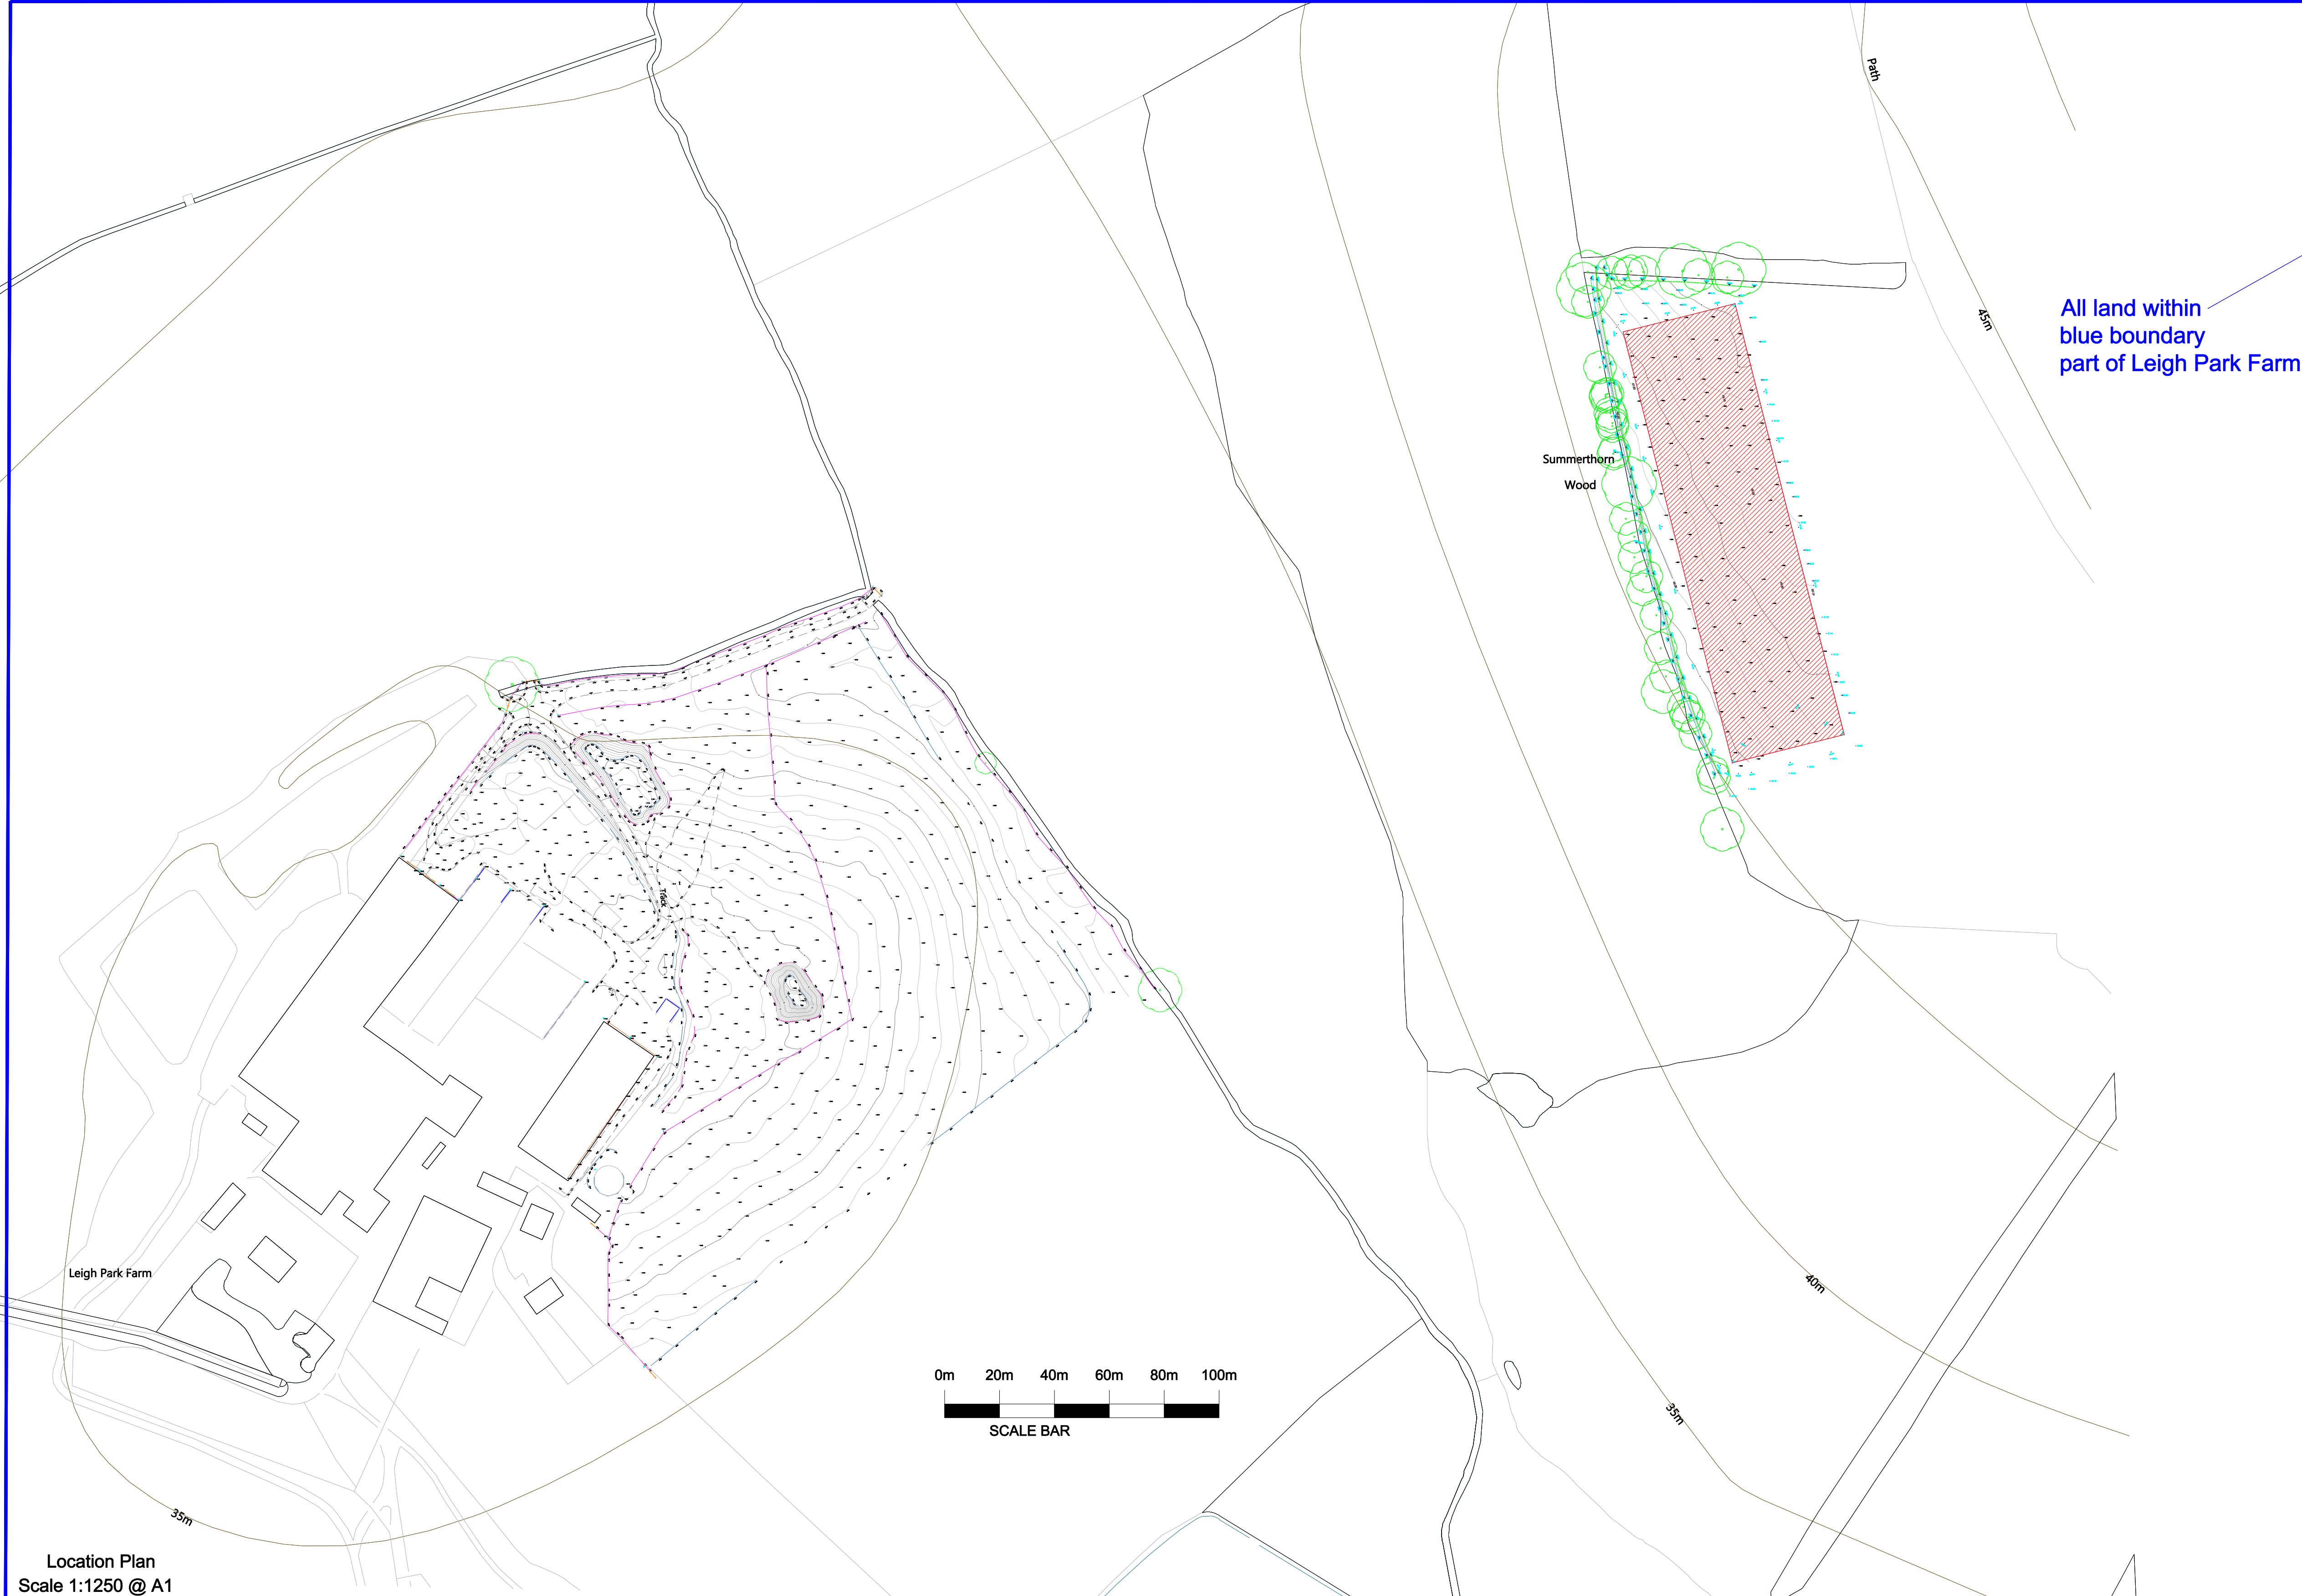 Path
45m
All land within
blue boundary
part of Leigh Park Farm
Summerthorn
Wood
Track
Leigh Park Farm
40m
0m 20m 40m 60m 80m 100m
SCALE BAR
35m
35m
Location Plan
Scale 1:1250 @ A1